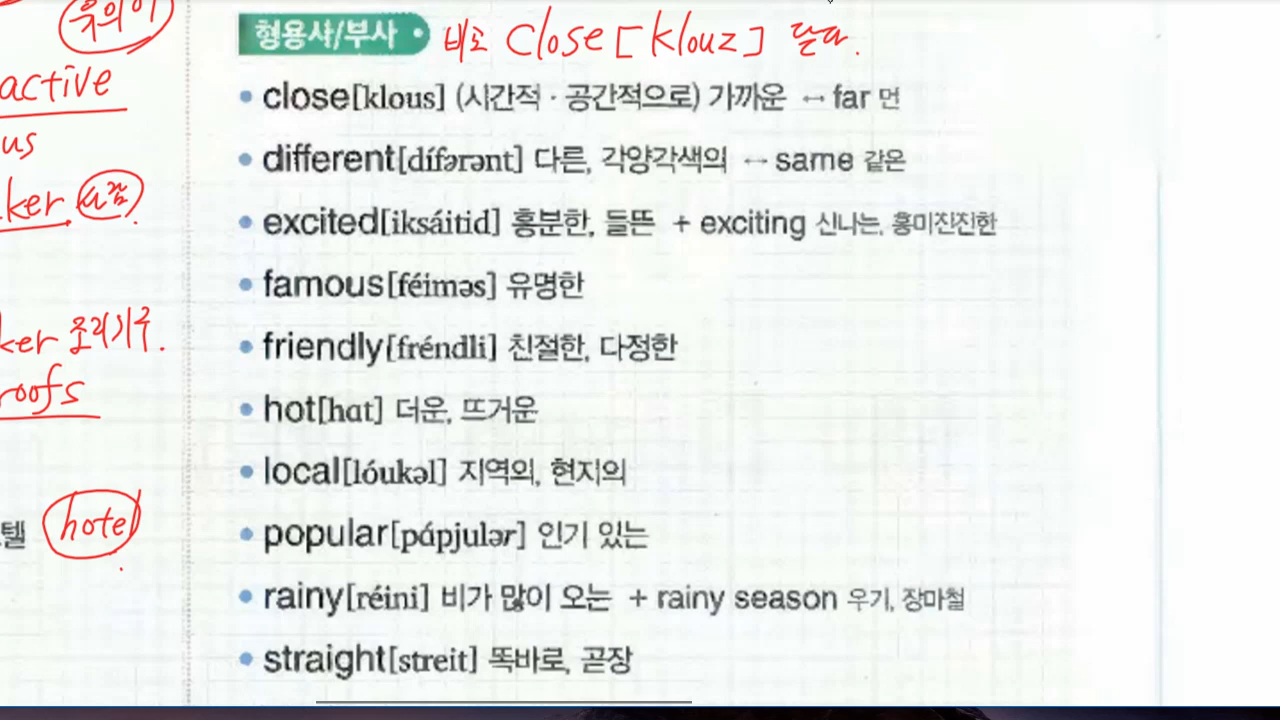 주의
active
us
ker
ker 조리기구.
roofs
텔 hotel
형용사/부사
비교 close [klouz] 닫다.
close[klous] (시간적·공간적으로) 가까운 ↔ far 먼
different[dífərənt] 다른, 각양각색의 ↔ same 같은
excited[iksáitid] 흥분한, 들뜬 + exciting 신나는, 흥미진진한
famous[féiməs] 유명한
friendly[fréndli] 친절한, 다정한
hot[hɑt] 더운, 뜨거운
local[lóukəl] 지역의, 현지의
popular[pápjulər] 인기 있는
rainy[réini] 비가 많이 오는 + rainy season 우기, 장마철
straight[streit] 똑바로, 곧장